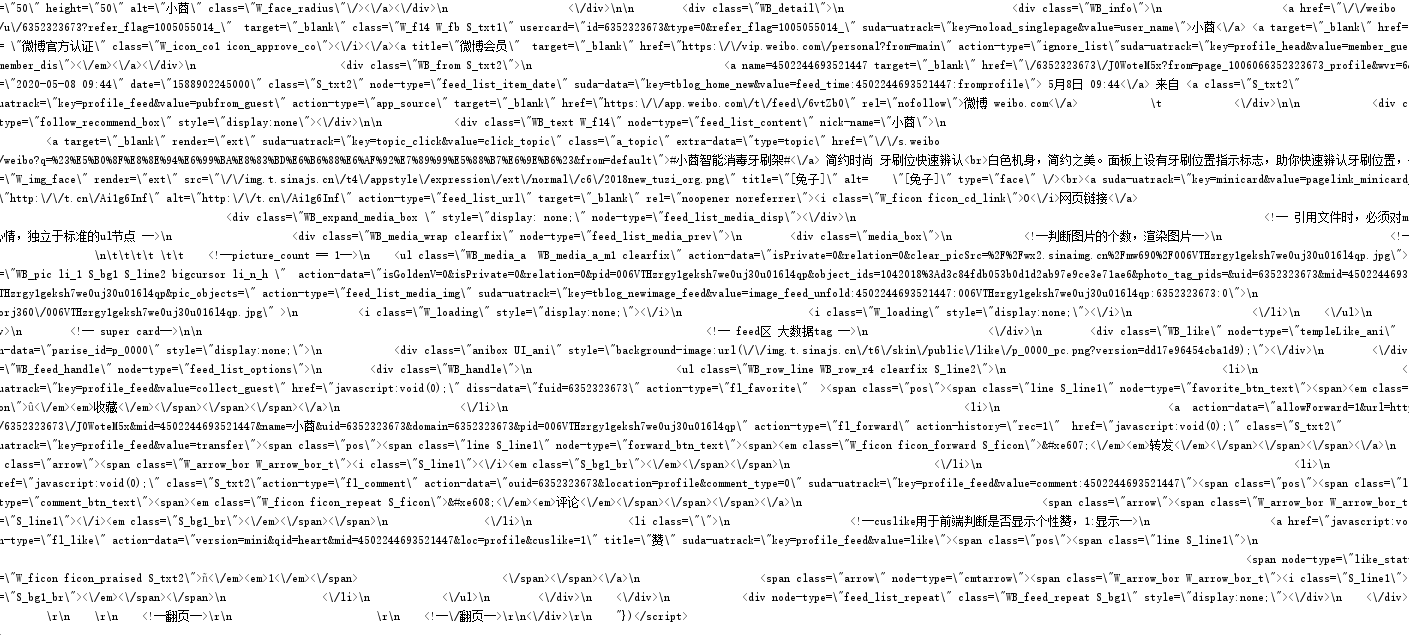 =\"50\" height=\"50\" alt=\"小蔄\" class=\"W_face_radius\"\/><\/a><\/div>\n <\/div>\n\n <div class=\"WB_detail\">\n <div class=\"WB_info\">\n <a href=\"\/\/weibo
/u\/6352323673?refer_flag=1005055014_\" target=\"_blank\" class=\"W_f14 W_fb S_txt1\" usercard=\"id=6352323673&type=0&refer_flag=1005055014_\" suda-uatrack=\"key=noload_singlepage&value=user_name\">小蔄<\/a> <a target=\"_blank\" href=
\"微博官方认证\" class=\"W_icon_co1 icon_approve_co\"><\/i><\/a><a title=\"微博会员\" target=\"_blank\" href=\"https:\/\/vip.weibo.com\/personal?from=main\" action-type=\"ignore_list\"suda-uatrack=\"key=profile_head&value=member_gue
member_dis\"><\/em><\/a><\/div>\n <div class=\"WB_from S_txt2\">\n <a name=4502244693521447 target=\"_blank\" href=\"\/6352323673\/J0WoteM5x?from=page_1006066352323673_profile&wvr=6&
=\"2020-05-08 09:44\" date=\"1588902245000\" class=\"S_txt2\" node-type=\"feed_list_item_date\" suda-data=\"key=tblog_home_new&value=feed_time:4502244693521447:fromprofile\"> 5月8日 09:44<\/a> 来自 <a class=\"S_txt2\"
uatrack=\"key=profile_feed&value=pubfrom_guest\" action-type=\"app_source\" target=\"_blank\" href=\"https:\/\/app.weibo.com\/t\/feed\/6vtZb0\" rel=\"nofollow\">微博 weibo.com<\/a> \t <\/div>\n\n <div c
type=\"follow_recommend_box\" style=\"display:none\"><\/div>\n\n <div class=\"WB_text W_f14\" node-type=\"feed_list_content\" nick-name=\"小蔄\">\n
<a target=\"_blank\" render=\"ext\" suda-uatrack=\"key=topic_click&value=click_topic\" class=\"a_topic\" extra-data=\"type=topic\" href=\"\/\/s.weibo
/weibo?q=%23%E5%B0%8F%E8%8E%94%E6%99%BA%E8%83%BD%E6%B6%88%E6%AF%92%E7%89%99%E5%88%B7%E6%9E%B6%23&from=default\">#小蔄智能消毒牙刷架#<\/a> 简约时尚 牙刷位快速辨认<br>白色机身，简约之美。面板上设有牙刷位置指示标志，助你快速辨认牙刷位置，
=\"W_img_face\" render=\"ext\" src=\"\/\/img.t.sinajs.cn\/t4\/appstyle\/expression\/ext\/normal\/c6\/2018new_tuzi_org.png\" title=\"[兔子]\" alt= \"[兔子]\" type=\"face\" \/><br><a suda-uatrack=\"key=minicard&value=pagelink_minicard_
\"http:\/\/t.cn\/Ai1g6Inf\" alt=\"http:\/\/t.cn\/Ai1g6Inf\" action-type=\"feed_list_url\" target=\"_blank\" rel=\"noopener noreferrer\"><i class=\"W_ficon ficon_cd_link\">O<\/i>网页链接<\/a>
<div class=\"WB_expand_media_box \" style=\"display: none;\" node-type=\"feed_list_media_disp\"><\/div>\n <!— 引用文件时，必须对m
心情，独立于标准的ul节点 —>\n <div class=\"WB_media_wrap clearfix\" node-type=\"feed_list_media_prev\">\n <div class=\"media_box\">\n <!—判断图片的个数，渲染图片—>\n <!—
\n\t\t\t\t \t\t <!—picture_count == 1—>\n <ul class=\"WB_media_a WB_media_a_m1 clearfix\" action-data=\"isPrivate=0&relation=0&clear_picSrc=%2F%2Fwx2.sinaimg.cn%2Fmw690%2F006VTHzrgy1geksh7we0uj30u01614qp.jpg\">
=\"WB_pic li_1 S_bg1 S_line2 bigcursor li_n_h \" action-data=\"isGoldenV=0&isPrivate=0&relation=0&pid=006VTHzrgy1geksh7we0uj30u01614qp&object_ids=1042018%3Ad3c84fdb053b0d1d2ab97e9ce3e71ae6&photo_tag_pids=&uid=6352323673&mid=4502244693
VTHzrgy1geksh7we0uj30u01614qp&pic_objects=\" action-type=\"feed_list_media_img\" suda-uatrack=\"key=tblog_newimage_feed&value=image_feed_unfold:4502244693521447:006VTHzrgy1geksh7we0uj30u01614qp:6352323673:0\">\n
orj360\/006VTHzrgy1geksh7we0uj30u01614qp.jpg\" >\n <i class=\"W_loading\" style=\"display:none;\"><\/i>\n <i class=\"W_loading\" style=\"display:none;\"><\/i>\n <\/li>\n <\/ul>\n
v>\n <!— super card—>\n\n <!— feed区 大数据tag —>\n <\/div>\n <div class=\"WB_like\" node-type=\"templeLike_ani\"
n-data=\"parise_id=p_0000\" style=\"display:none;\">\n <div class=\"anibox UI_ani\" style=\"background-image:url(\/\/img.t.sinajs.cn\/t6\/skin\/public\/like\/p_0000_pc.png?version=dd17e96454cba1d9);\"><\/div>\n <\/div
=\"WB_feed_handle\" node-type=\"feed_list_options\">\n <div class=\"WB_handle\">\n <ul class=\"WB_row_line WB_row_r4 clearfix S_line2\">\n <li>\n <
uatrack=\"key=profile_feed&value=collect_guest\" href=\"javascript:void(0);\" diss-data=\"fuid=6352323673\" action-type=\"fl_favorite\" ><span class=\"pos\"><span class=\"line S_line1\" node-type=\"favorite_btn_text\"><span><em class=
on\">û<\/em><em>收藏<\/em><\/span><\/span><\/span><\/a>\n <\/li>\n <li>\n <a action-data=\"allowForward=1&url=http
/6352323673\/J0WoteM5x&mid=4502244693521447&name=小蔄&uid=6352323673&domain=6352323673&pid=006VTHzrgy1geksh7we0uj30u01614qp\" action-type=\"fl_forward\" action-history=\"rec=1\" href=\"javascript:void(0);\" class=\"S_txt2\"
uatrack=\"key=profile_feed&value=transfer\"><span class=\"pos\"><span class=\"line S_line1\" node-type=\"forward_btn_text\"><span><em class=\"W_ficon ficon_forward S_ficon\">&#xe607;<\/em><em>转发<\/em><\/span><\/span><\/span><\/a>\n
class=\"arrow\"><span class=\"W_arrow_bor W_arrow_bor_t\"><i class=\"S_line1\"><\/i><em class=\"S_bg1_br\"><\/em><\/span><\/span>\n <\/li>\n <li>\n
ref=\"javascript:void(0);\" class=\"S_txt2\"action-type=\"fl_comment\" action-data=\"ouid=6352323673&location=profile&comment_type=0\" suda-uatrack=\"key=profile_feed&value=comment:4502244693521447\"><span class=\"pos\"><span class=\"l
type=\"comment_btn_text\"><span><em class=\"W_ficon ficon_repeat S_ficon\">&#xe608;<\/em><em>评论<\/em><\/span><\/span><\/span><\/a>\n <span class=\"arrow\"><span class=\"W_arrow_bor W_arrow_bor_t
=\"S_line1\"><\/i><em class=\"S_bg1_br\"><\/em><\/span><\/span>\n <\/li>\n <li class=\"\">\n <!—cuslike用于前端判断是否显示个性赞，1:显示—>\n <a href=\"javascript:vo
n-type=\"fl_like\" action-data=\"version=mini&qid=heart&mid=4502244693521447&loc=profile&cuslike=1\" title=\"赞\" suda-uatrack=\"key=profile_feed&value=like\"><span class=\"pos\"><span class=\"line S_line1\">\n
<span node-type=\"like_stat
=\"W_ficon ficon_praised S_txt2\">ñ<\/em><em>1<\/em><\/span> <\/span><\/span><\/a>\n <span class=\"arrow\" node-type=\"cmtarrow\"><span class=\"W_arrow_bor W_arrow_bor_t\"><i class=\"S_line1\">
=\"S_bg1_br\"><\/em><\/span><\/span>\n <\/li>\n <\/ul>\n <\/div>\n <\/div>\n <div node-type=\"feed_list_repeat\" class=\"WB_feed_repeat S_bg1\" style=\"display:none;\"><\/div>\n <\/div>
\r\n \r\n <!—翻页—>\r\n \r\n <!—\/翻页—>\r\n<\/div>\r\n "})</script>